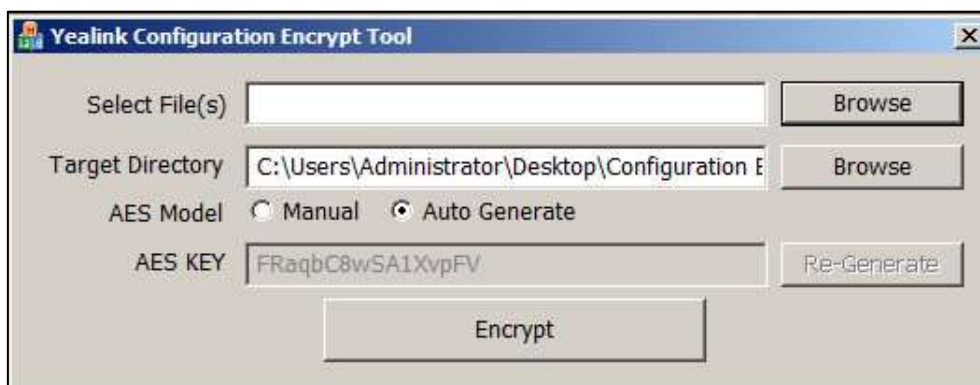 Yealink Configuration Encrypt Tool
Select File(s) Browse
Target Directory C:\Users\Administrator\Desktop\Configuration E Browse
AES Model Manual Auto Generate
AES KEY FRaqbC8wSA1XvpFV Re-Generate
Encrypt